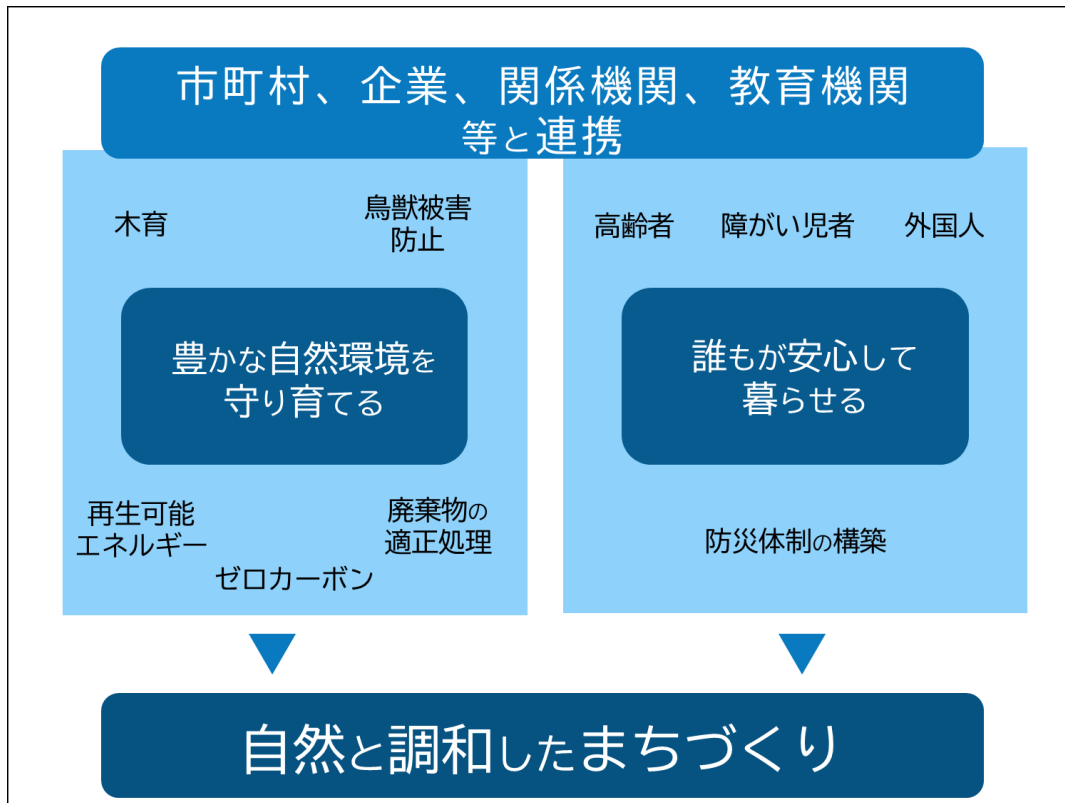 市町村、企業、関係機関、教育機関
等と連携
木育
鳥獣被害
防止
豊かな自然環境を
守り育てる
再生可能
エネルギー
廃棄物の
適正処理
ゼロカーボン
高齢者
障がい児者
外国人
誰もが安心して
暮らせる
防災体制の構築
自然と調和したまちづくり